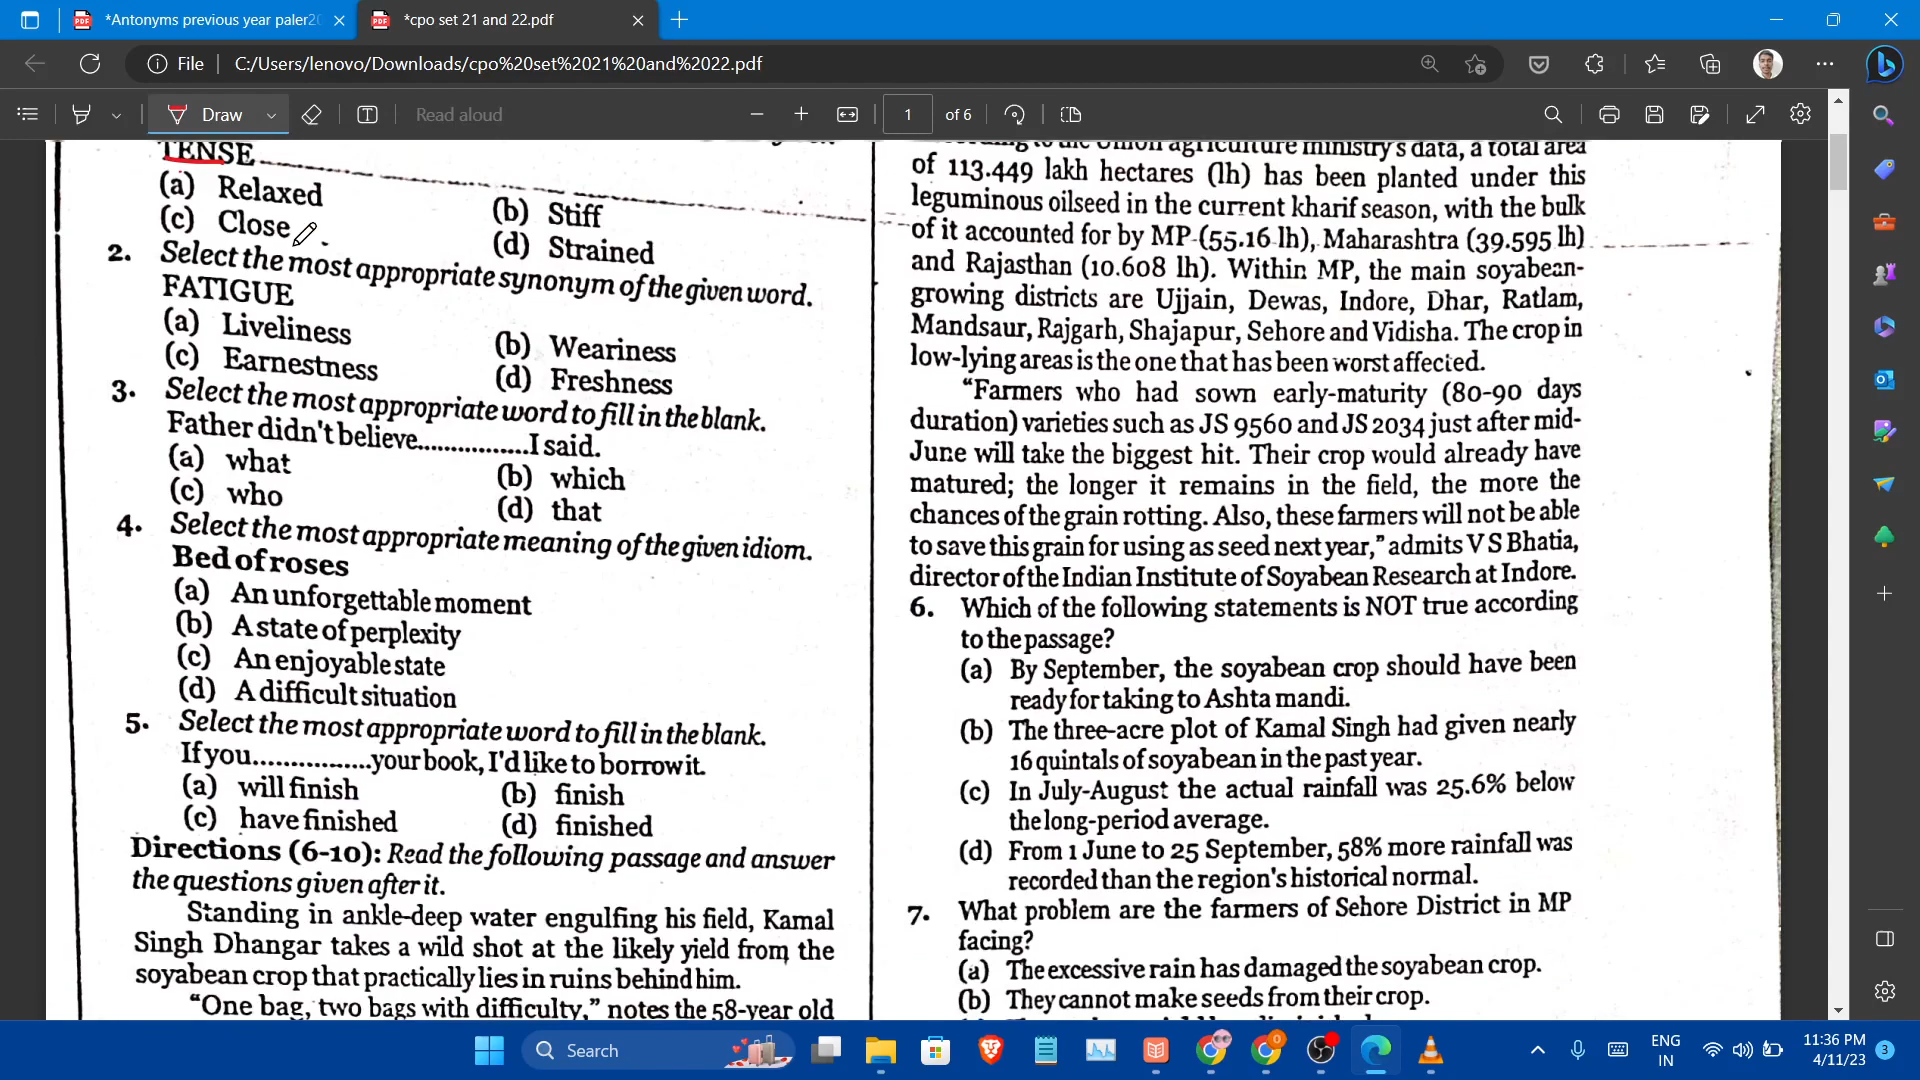 *Antonyms previous year paler20
*cpo set 21 and 22.pdf
File
C:/Users/lenovo/Downloads/cpo%20set%2021%20and%2022.pdf
Draw
Read aloud
1
of 6
TENSE
(a) Relaxed
(b) Stiff
(c) Close
(d) Strained
2. Select the most appropriate synonym of the given word.
FATIGUE
(a) Liveliness
(b) Weariness
(c) Earnestness
(d) Freshness
3. Select the most appropriate word to fill in the blank.
Father didn't believe...............I said.
(a) what
(b) which
(c) who
(d) that
4. Select the most appropriate meaning of the given idiom.
Bed of roses
(a) An unforgettable moment
(b) A state of perplexity
(c) An enjoyable state
(d) A difficult situation
5. Select the most appropriate word to fill in the blank.
If you................your book, I'd like to borrow it.
(a) will finish
(b) finish
(c) have finished
(d) finished
Directions (6-10): Read the following passage and answer
the questions given after it.
Standing in ankle-deep water engulfing his field, Kamal
Singh Dhangar takes a wild shot at the likely yield from the
soyabean crop that practically lies in ruins behind him.
"One bag, two bags with difficulty," notes the 58-year old
to the Union agriculture ministry's data, a total area
of 113.449 lakh hectares (lh) has been planted under this
leguminous oilseed in the current kharif season, with the bulk
of it accounted for by MP (55.16 lh), Maharashtra (39.595 lh)
and Rajasthan (10.608 lh). Within MP, the main soyabean-
growing districts are Ujjain, Dewas, Indore, Dhar, Ratlam,
Mandsaur, Rajgarh, Shajapur, Sehore and Vidisha. The crop in
low-lying areas is the one that has been worst affected.
"Farmers who had sown early-maturity (80-90 days
duration) varieties such as JS 9560 and JS 2034 just after mid-
June will take the biggest hit. Their crop would already have
matured; the longer it remains in the field, the more the
chances of the grain rotting. Also, these farmers will not be able
to save this grain for using as seed next year," admits V S Bhatia,
director of the Indian Institute of Soyabean Research at Indore.
6. Which of the following statements is NOT true according
to the passage?
(a) By September, the soyabean crop should have been
ready for taking to Ashta mandi.
(b) The three-acre plot of Kamal Singh had given nearly
16 quintals of soyabean in the past year.
(c) In July-August the actual rainfall was 25.6% below
the long-period average.
(d) From 1 June to 25 September, 58% more rainfall was
recorded than the region's historical normal.
7. What problem are the farmers of Sehore District in MP
facing?
(a) The excessive rain has damaged the soyabean crop.
(b) They cannot make seeds from their crop.
Search
ENG
IN
11:36 PM
4/11/23
3